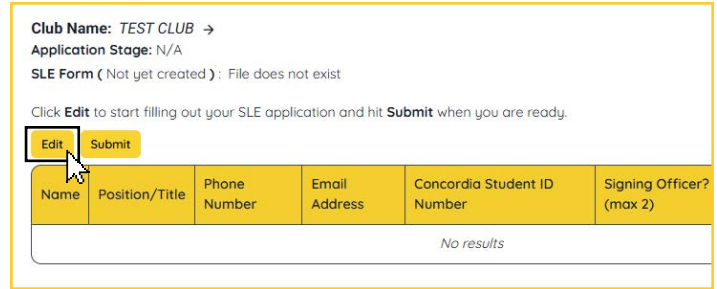 Club Name: TEST CLUB →
Application Stage: N/A
SLE Form ( Not yet created ) : File does not exist
Click Edit to start filling out your SLE application and hit Submit when you are ready.
Edit Submit
Name Position/Title Phone Number Email Address Concordia Student ID Number Signing Officer? (max 2)
No results